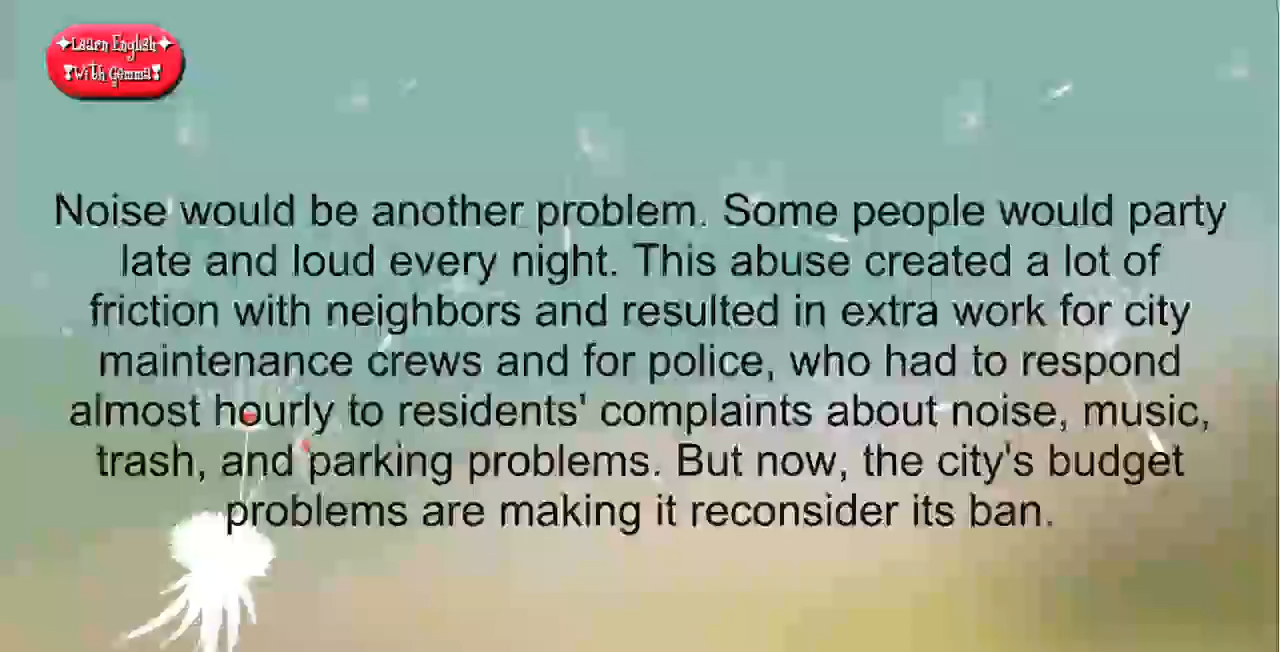 Learn English
With Gemma
Noise would be another problem. Some people would party
late and loud every night. This abuse created a lot of
friction with neighbors and resulted in extra work for city
maintenance crews and for police, who had to respond
almost hourly to residents' complaints about noise, music,
trash, and parking problems. But now, the city's budget
problems are making it reconsider its ban.